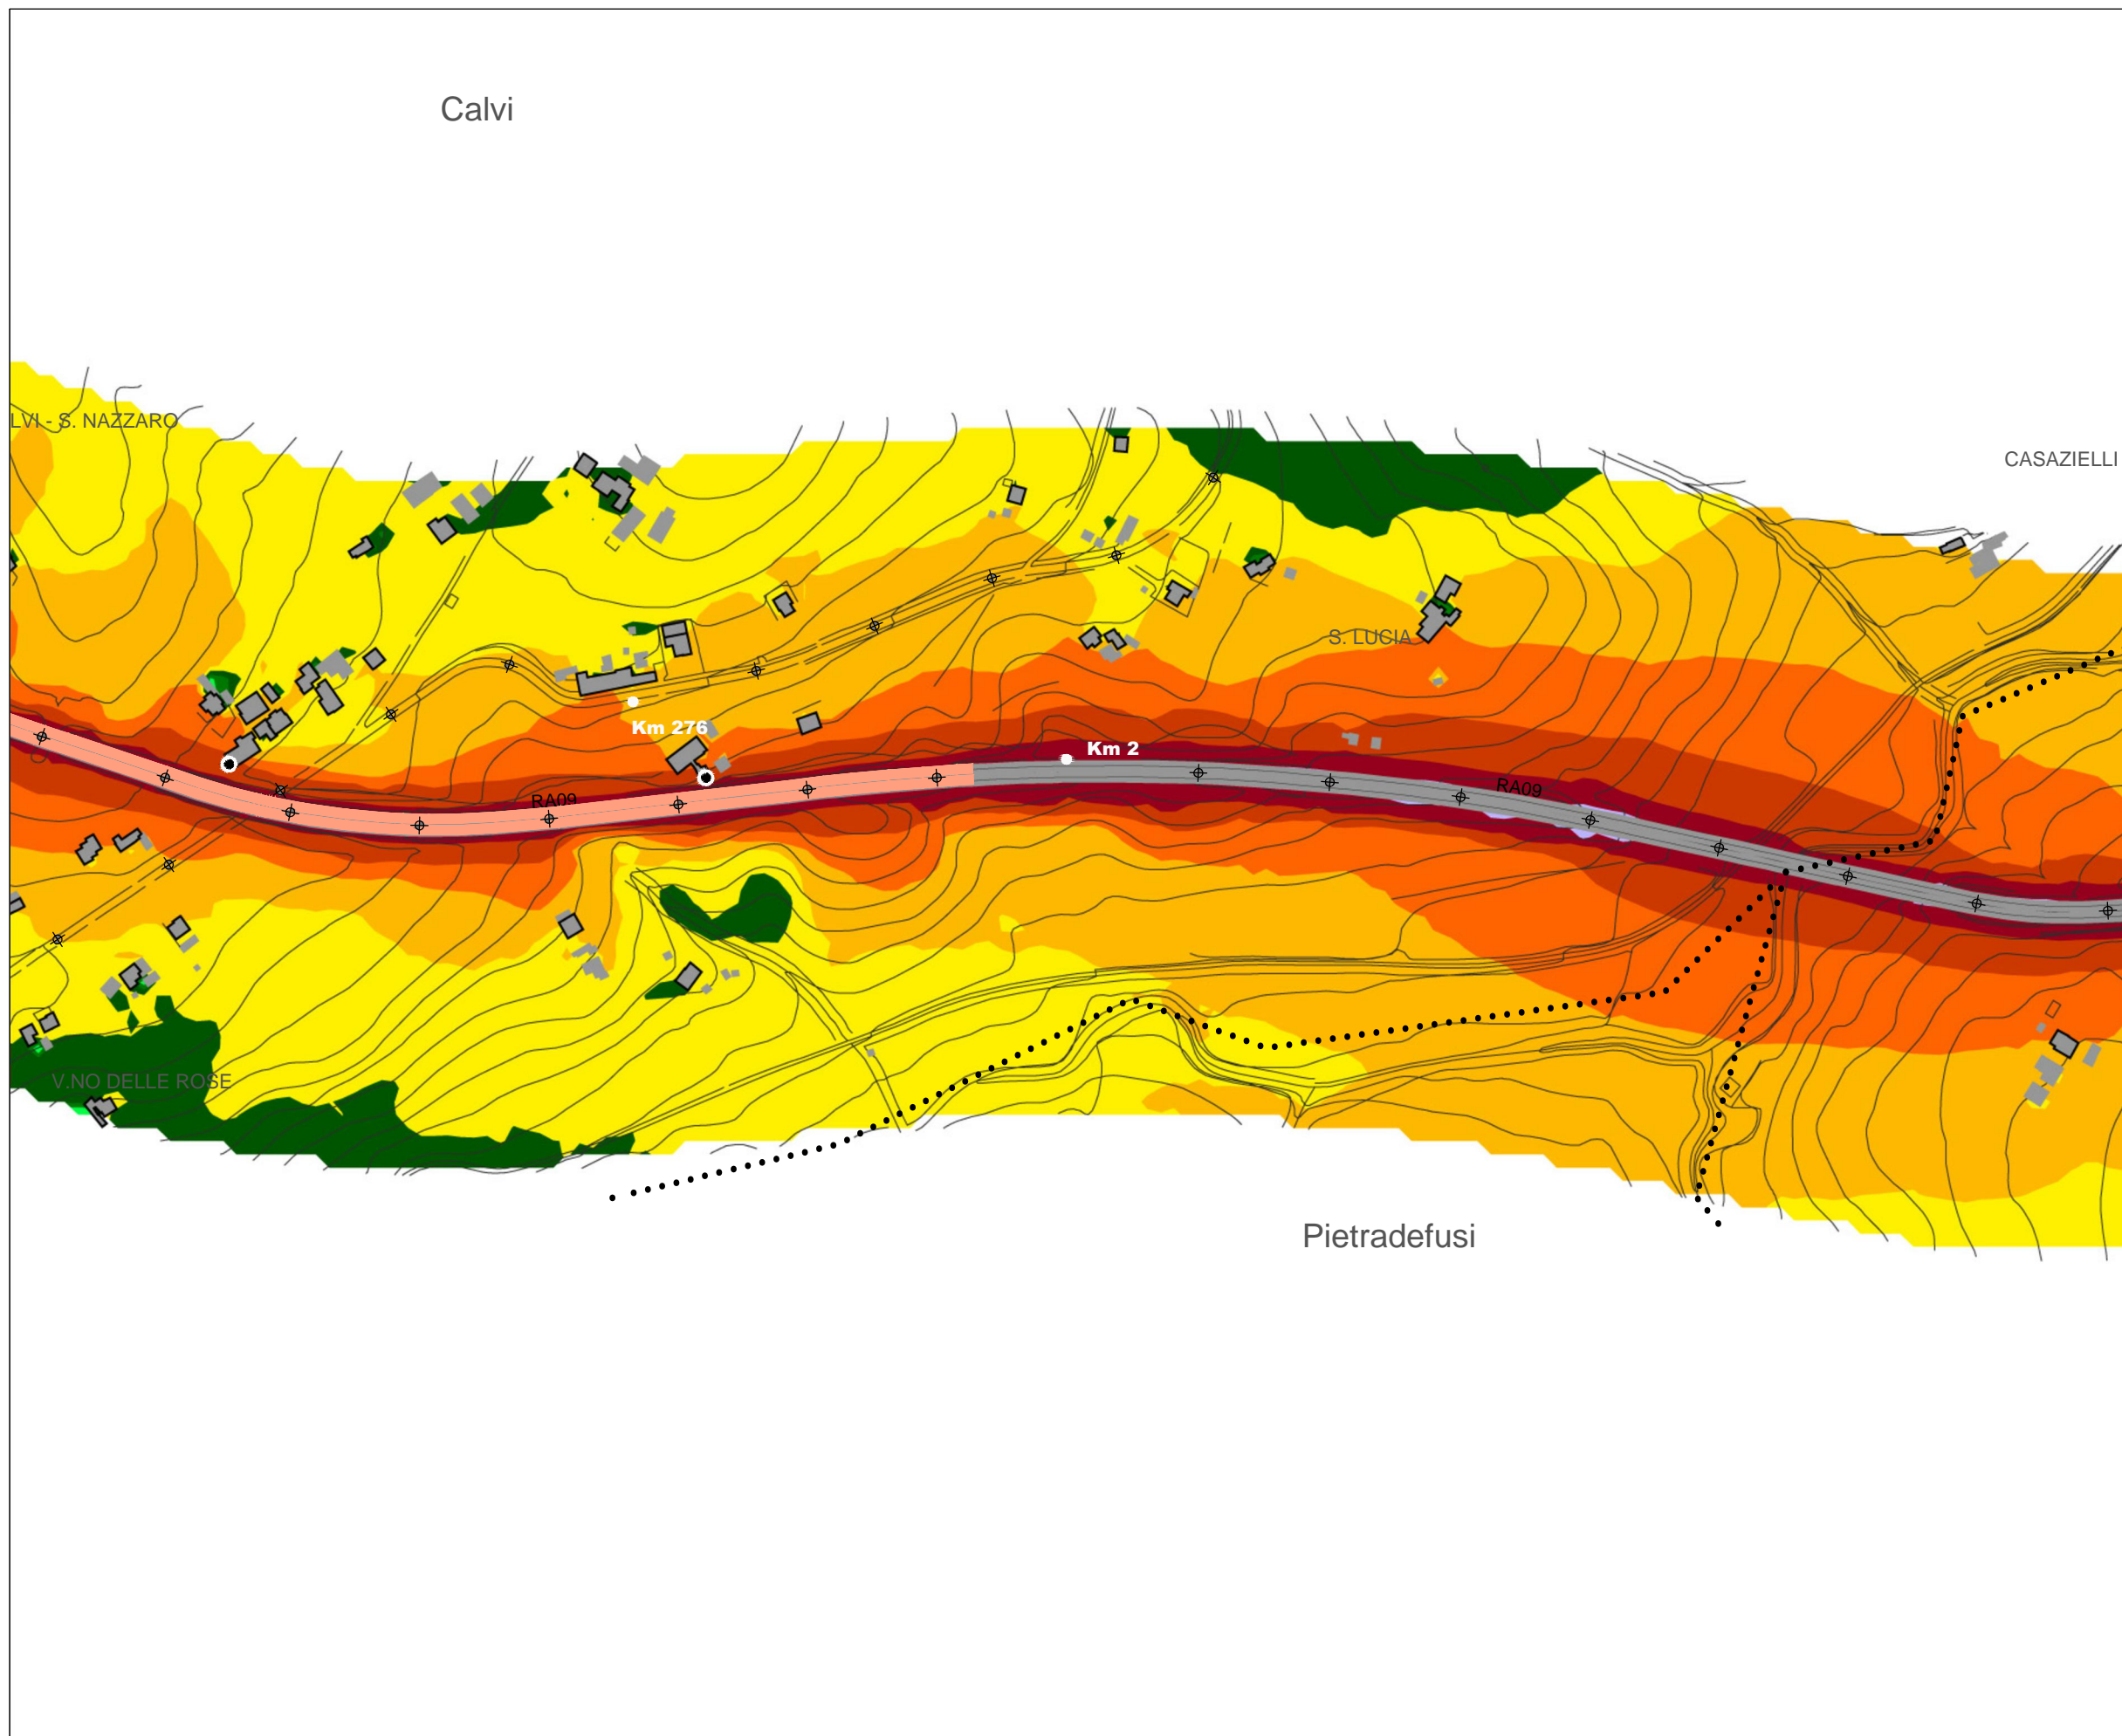 Calvi
LVI - S. NAZZARO
CASAZIELLI
S. LUCIA
Km 276
Km 2
RA09
RA09
V.NO DELLE ROSE
Pietradefusi